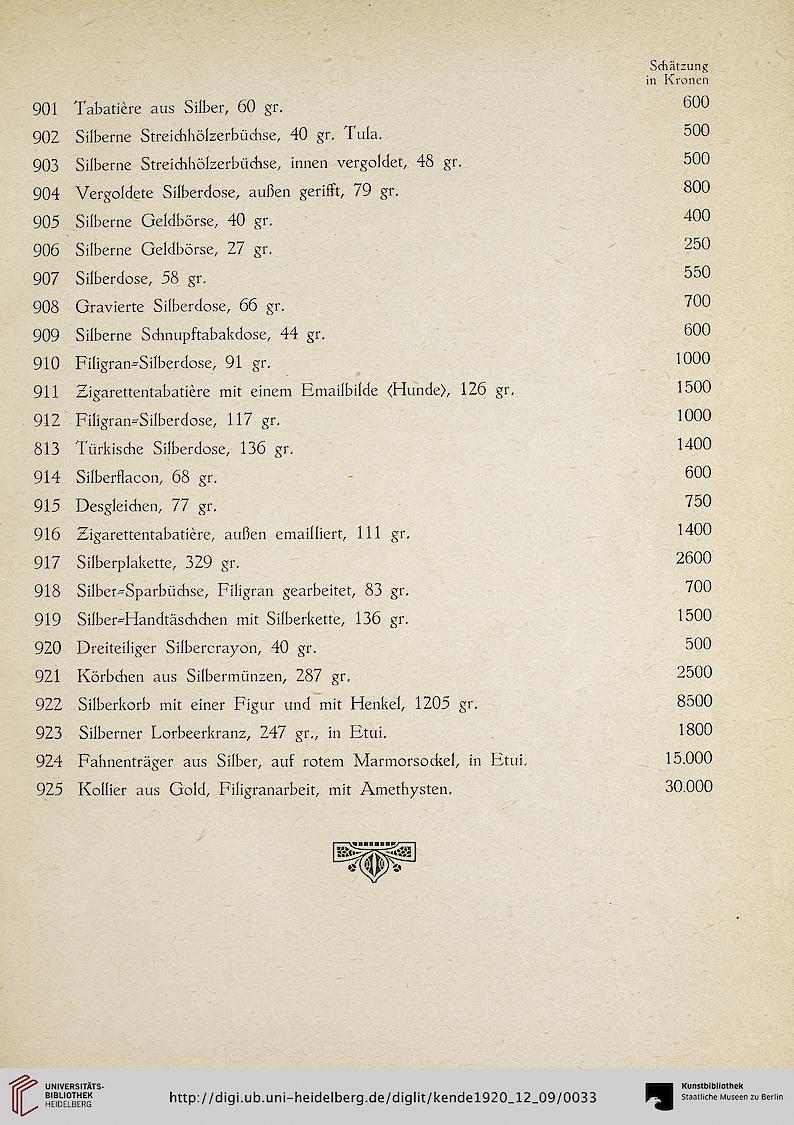 Schätzung
in Kronen
901 Tabatière aus Silber, 60 gr. 600
902 Silberne Streichhölzerbüchse, 40 gr. Tula. 500
903 Silberne Streichhölzerbüchse, innen vergoldet, 48 gr. 500
904 Vergoldete Silberdose, außen gerifft, 79 gr. 800
905 Silberne Geldbörse, 40 gr. 400
906 Silberne Geldbörse, 27 gr. 250
907 Silberdose, 58 gr. 550
908 Gravierte Silberdose, 66 gr. 700
909 Silberne Schnupftabakdose, 44 gr. 600
910 Filigran-Silberdose, 91 gr. 1000
911 Zigarettentabatière mit einem Emailbilde (Hunde), 126 gr. 1500
912 Filigran-Silberdose, 117 gr. 1000
813 Türkische Silberdose, 136 gr. 1400
914 Silberflacon, 68 gr. 600
915 Desgleichen, 77 gr. 750
916 Zigarettentabatière, außen emailliert, 111 gr. 1400
917 Silberplakette, 329 gr. 2600
918 Silber-Sparbüchse, Filigran gearbeitet, 83 gr. 700
919 Silber-Handtäschchen mit Silberkette, 136 gr. 1500
920 Dreiteiliger Silbercrayon, 40 gr. 500
921 Körbchen aus Silbermünzen, 287 gr. 2500
922 Silberkorb mit einer Figur und mit Henkel, 1205 gr. 8500
923 Silberner Lorbeerkranz, 247 gr., in Etui. 1800
924 Fahnenträger aus Silber, auf rotem Marmorsockel, in Etui. 15.000
925 Kollier aus Gold, Filigranarbeit, mit Amethysten. 30.000
UNIVERSITÄTS-
BIBLIOTHEK
HEIDELBERG
http://digi.ub.uni-heidelberg.de/diglit/kende1920_12_09/0033
Kunstbibliothek
Staatliche Museen zu Berlin